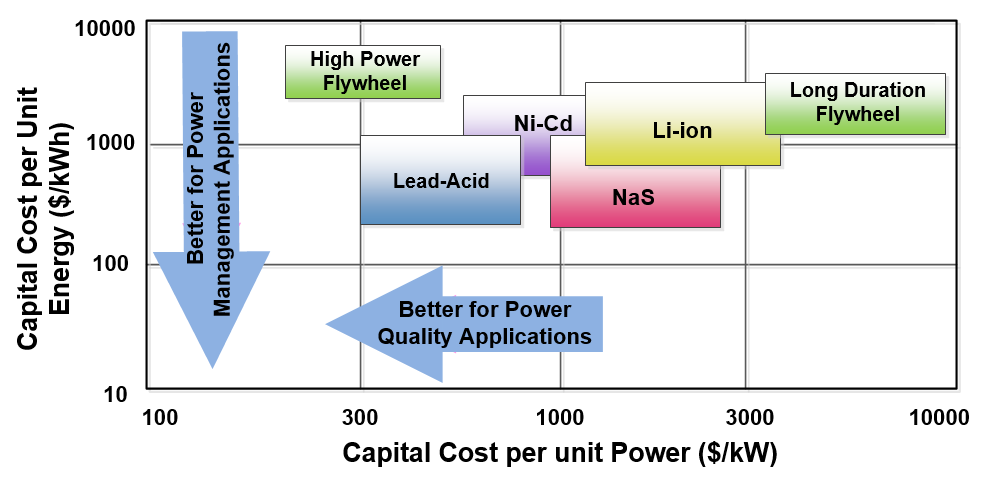 10000
1000
100
10
Capital Cost per Unit
Energy ($/kWh)
Better for Power
Management Applications
High Power
Flywheel
Ni-Cd
Lead-Acid
Li-ion
NaS
Long Duration
Flywheel
Better for Power
Quality Applications
100
300
1000
3000
10000
Capital Cost per unit Power ($/kW)